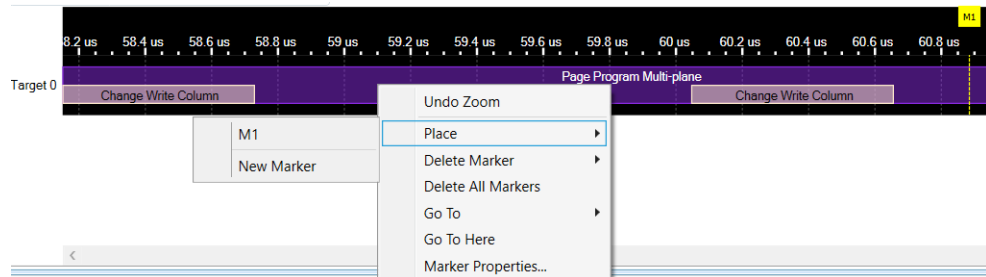 M1
8.2 us 58.4 us 58.6 us 58.8 us 59 us 59.2 us 59.4 us 59.6 us 59.8 us 60 us 60.2 us 60.4 us 60.6 us 60.8 us
Target 0
Page Program Multi-plane
Change Write Column
Change Write Column
Undo Zoom
Place
M1
New Marker
Delete Marker
Delete All Markers
Go To
Go To Here
Marker Properties...